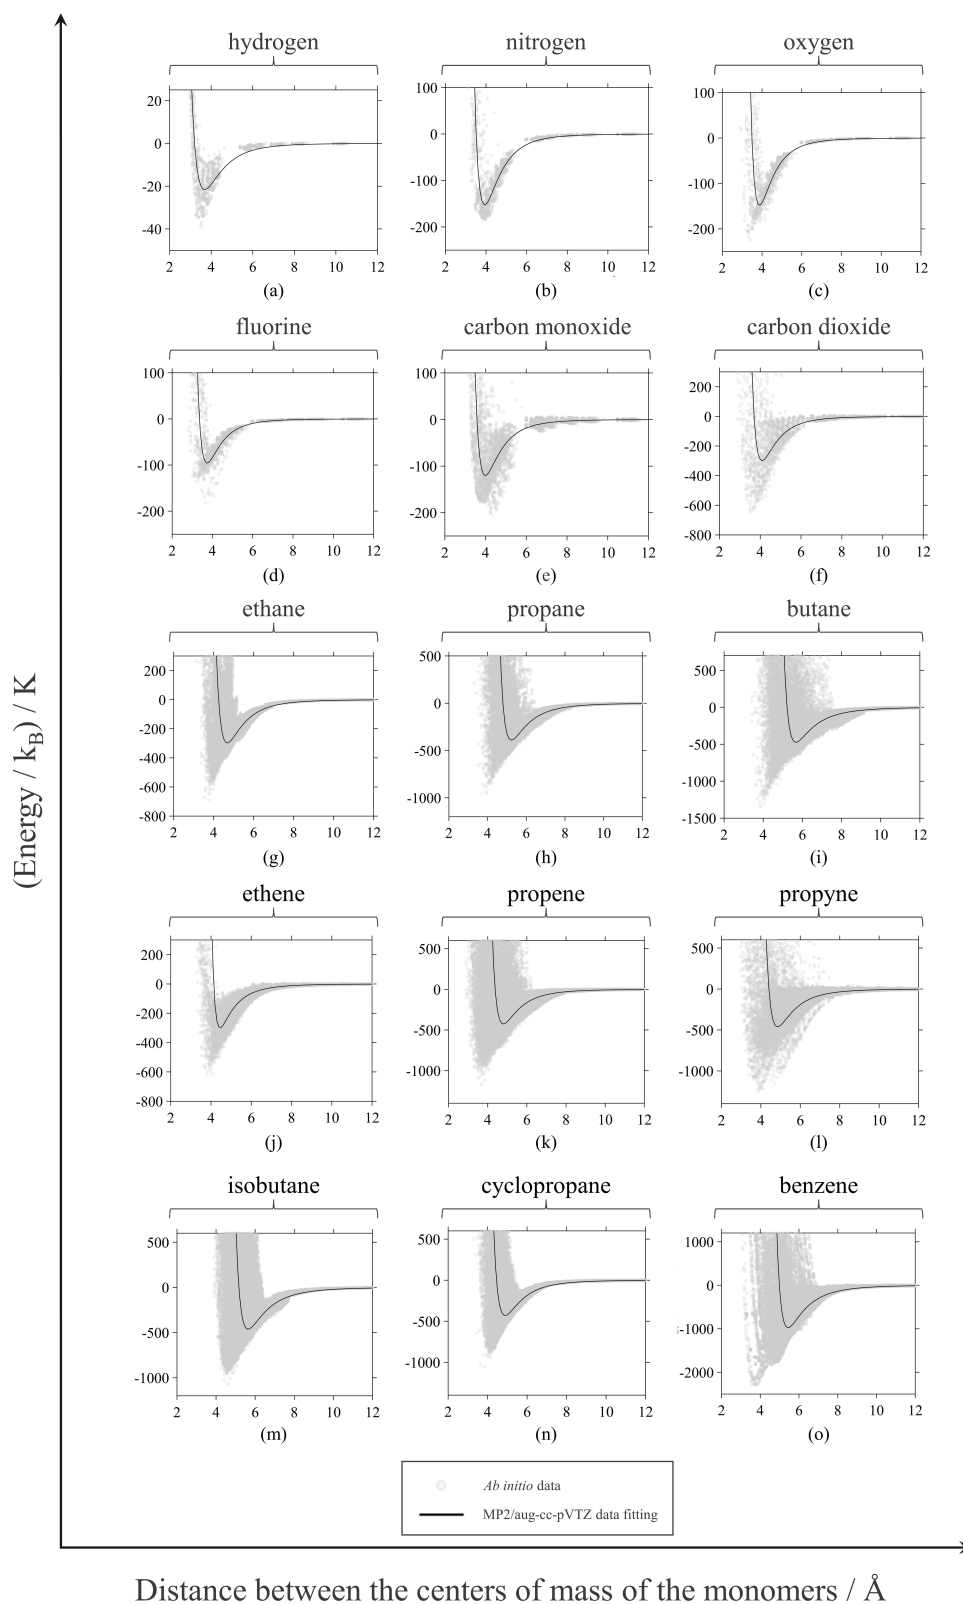 hydrogen nitrogen oxygen
20 0 -20 -40
100 0 -100 -200
100 0 -100 -200
2 4 6 8 10 12 2 4 6 8 10 12 2 4 6 8 10 12
(a) (b) (c)
fluorine carbon monoxide carbon dioxide
100 0 -100 -200
100 0 -100 -200
200 0 -200 -400 -600 -800
2 4 6 8 10 12 2 4 6 8 10 12 2 4 6 8 10 12
(d) (e) (f)
ethane propane butane
200 0 -200 -400 -600 -800
500 0 -500 -1000
500 0 -500 -1000 -1500
2 4 6 8 10 12 2 4 6 8 10 12 2 4 6 8 10 12
(g) (h) (i)
ethene propene propyne
200 0 -200 -400 -600 -800
500 0 -500 -1000
500 0 -500 -1000
2 4 6 8 10 12 2 4 6 8 10 12 2 4 6 8 10 12
(j) (k) (l)
isobutane cyclopropane benzene
500 0 -500 -1000
500 0 -500 -1000
1000 0 -1000 -2000
2 4 6 8 10 12 2 4 6 8 10 12 2 4 6 8 10 12
(m) (n) (o)
Ab initio data
MP2/aug-cc-pVTZ data fitting
(Energy / kB) / K
Distance between the centers of mass of the monomers / Å